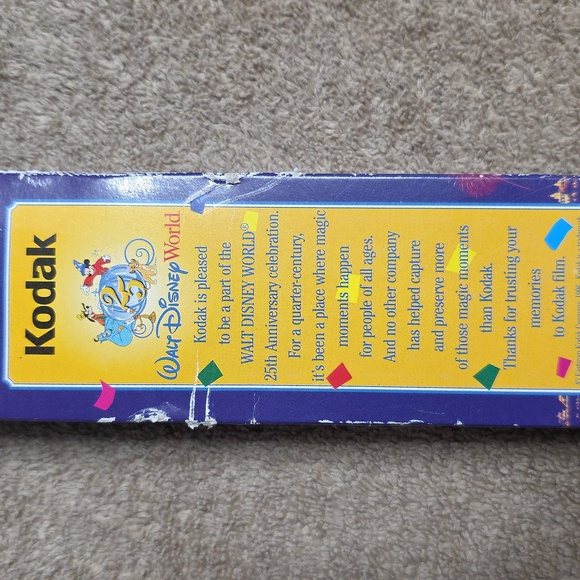 Kodak
25
WALT DISNEY World
Kodak is pleased
to be a part of the
WALT DISNEY WORLD®
25th Anniversary celebration.
For a quarter-century,
it's been a place where magic
moments happen
for people of all ages.
And no other company
has helped capture
and preserve more
of those magic moments
than Kodak.
Thanks for trusting your
memories
to Kodak film.